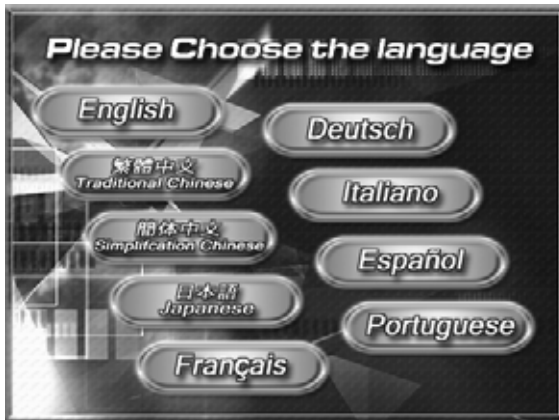 Please Choose the language
English
繁體中文
Traditional Chinese
簡体中文
Simplifcation Chinese
日本語
Japanese
Français
Deutsch
Italiano
Español
Portuguese